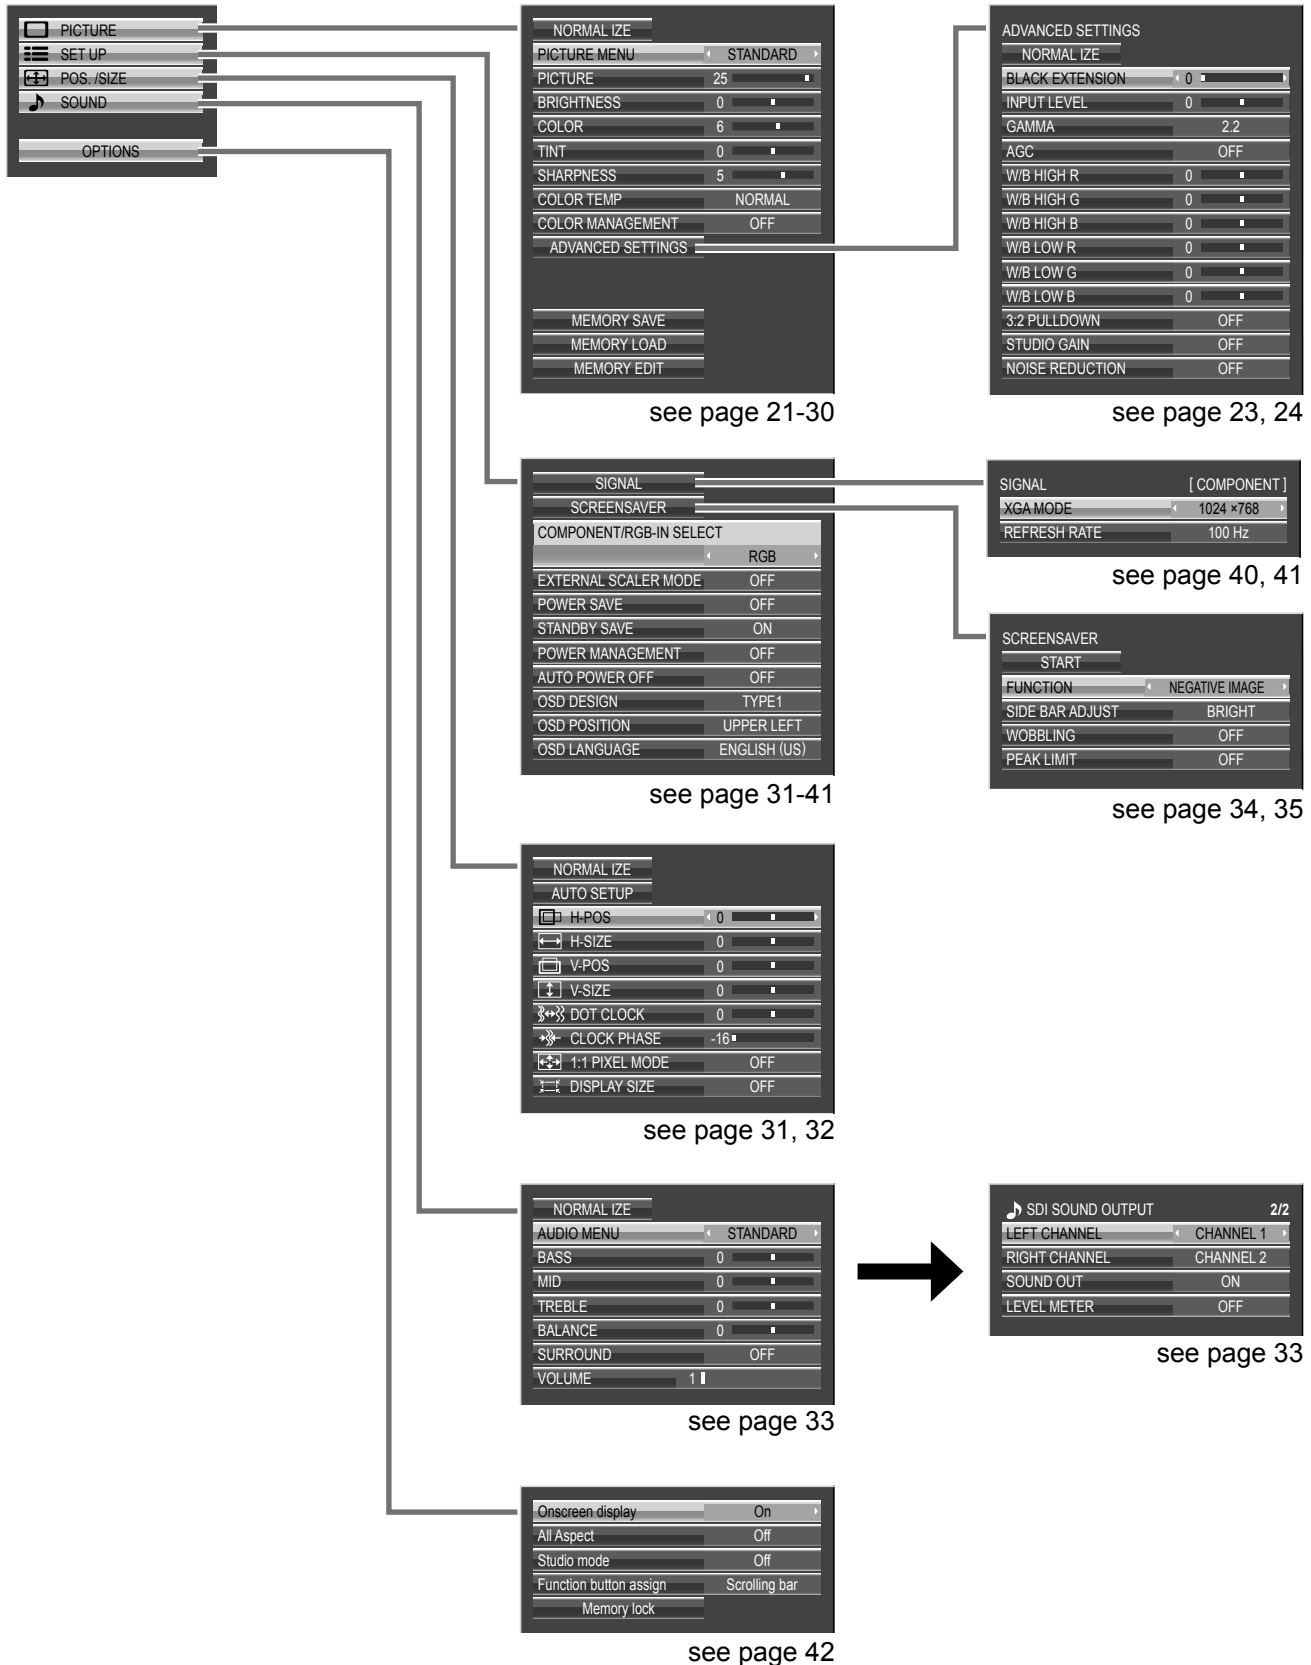 PICTURE
SET UP
POS. /SIZE
SOUND
OPTIONS
NORMAL IZE
PICTURE MENU STANDARD
PICTURE 25
BRIGHTNESS 0
COLOR 6
TINT 0
SHARPNESS 5
COLOR TEMP NORMAL
COLOR MANAGEMENT OFF
ADVANCED SETTINGS
MEMORY SAVE
MEMORY LOAD
MEMORY EDIT
see page 21-30
ADVANCED SETTINGS
NORMAL IZE
BLACK EXTENSION 0
INPUT LEVEL 0
GAMMA 2.2
AGC OFF
W/B HIGH R 0
W/B HIGH G 0
W/B HIGH B 0
W/B LOW R 0
W/B LOW G 0
W/B LOW B 0
3:2 PULLDOWN OFF
STUDIO GAIN OFF
NOISE REDUCTION OFF
see page 23, 24
SIGNAL
SCREENSAVER
COMPONENT/RGB-IN SELECT
RGB
EXTERNAL SCALER MODE OFF
POWER SAVE OFF
STANDBY SAVE ON
POWER MANAGEMENT OFF
AUTO POWER OFF OFF
OSD DESIGN TYPE1
OSD POSITION UPPER LEFT
OSD LANGUAGE ENGLISH (US)
see page 31-41
SIGNAL [ COMPONENT ]
XGA MODE 1024 ×768
REFRESH RATE 100 Hz
see page 40, 41
SCREENSAVER
START
FUNCTION NEGATIVE IMAGE
SIDE BAR ADJUST BRIGHT
WOBBLING OFF
PEAK LIMIT OFF
see page 34, 35
NORMAL IZE
AUTO SETUP
H-POS 0
H-SIZE 0
V-POS 0
V-SIZE 0
DOT CLOCK 0
CLOCK PHASE -16
1:1 PIXEL MODE OFF
DISPLAY SIZE OFF
see page 31, 32
NORMAL IZE
AUDIO MENU STANDARD
BASS 0
MID 0
TREBLE 0
BALANCE 0
SURROUND OFF
VOLUME 1
see page 33
SDI SOUND OUTPUT 2/2
LEFT CHANNEL CHANNEL 1
RIGHT CHANNEL CHANNEL 2
SOUND OUT ON
LEVEL METER OFF
see page 33
Onscreen display On
All Aspect Off
Studio mode Off
Function button assign Scrolling bar
Memory lock
see page 42